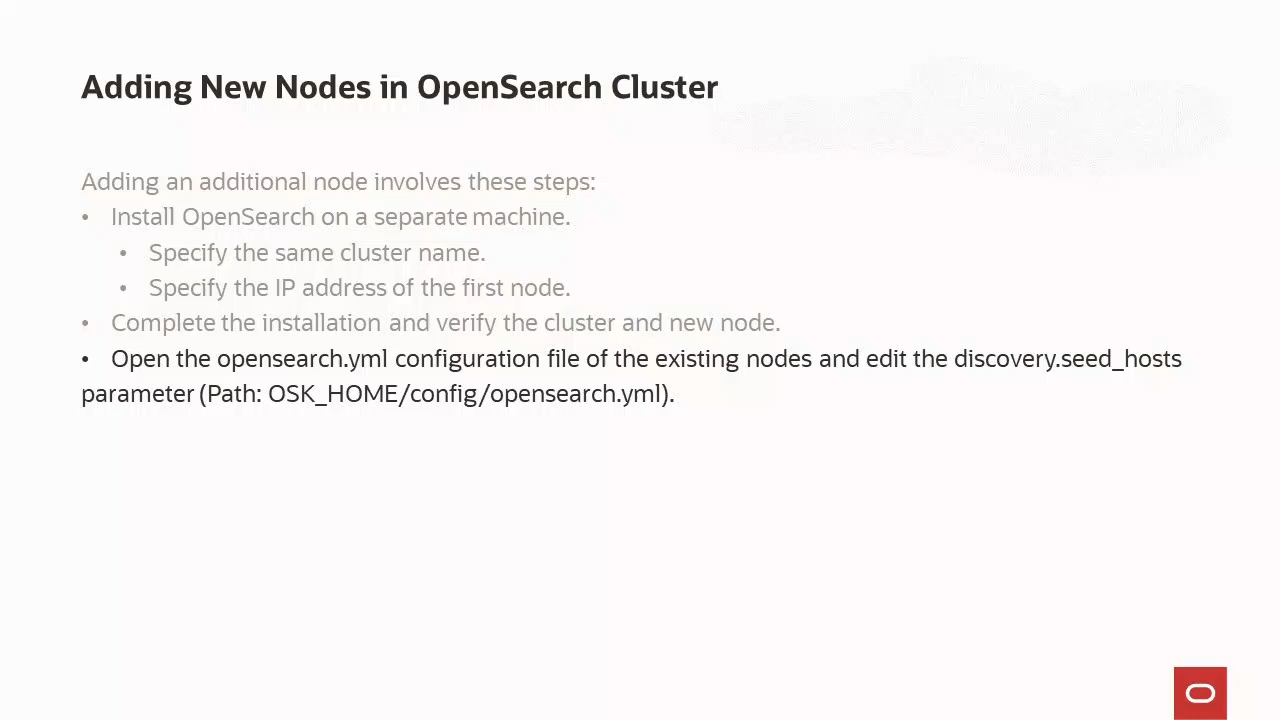 Adding New Nodes in OpenSearch Cluster
Adding an additional node involves these steps:
• Install OpenSearch on a separate machine.
• Specify the same cluster name.
• Specify the IP address of the first node.
• Complete the installation and verify the cluster and new node.
• Open the opensearch.yml configuration file of the existing nodes and edit the discovery.seed_hosts
parameter (Path: OSK_HOME/config/opensearch.yml).